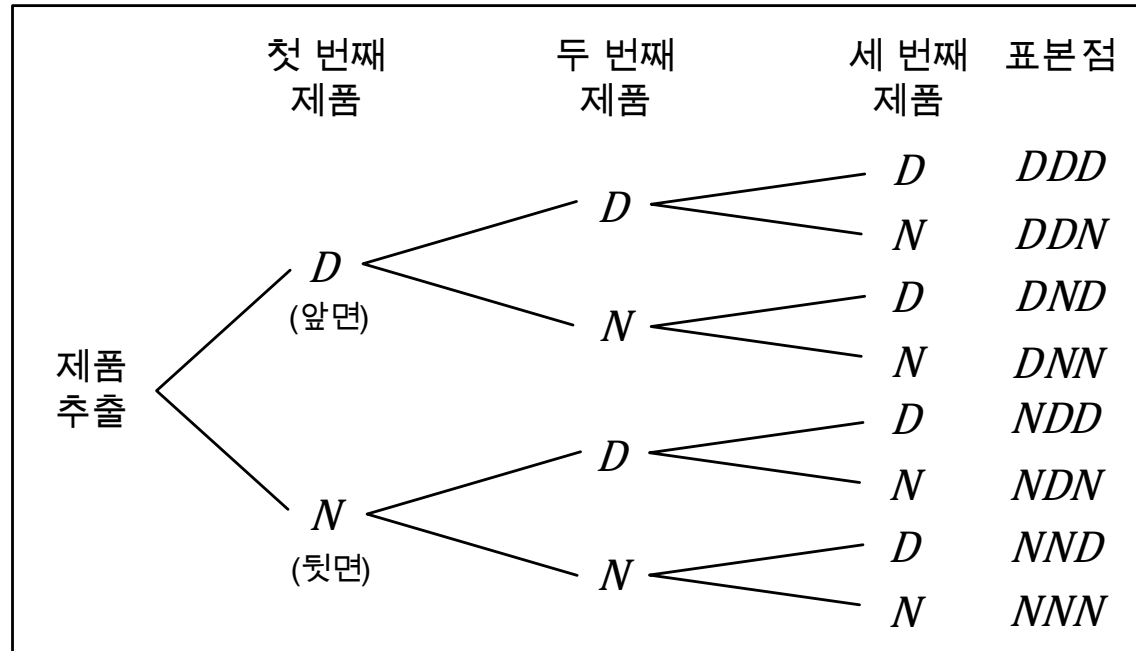 첫 번째 제품
두 번째 제품
세 번째 제품
표본점
제품 추출
D
(앞면)
N
(뒷면)
D
N
D
N
D DDD
N DDN
D DND
N DNN
D NDD
N NDN
D NND
N NNN